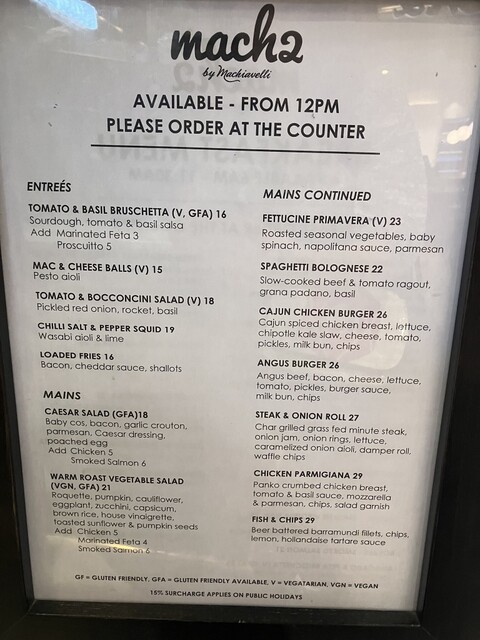 mach2
by Machiavelli
AVAILABLE - FROM 12PM
PLEASE ORDER AT THE COUNTER
ENTREÉS
TOMATO & BASIL BRUSCHETTA (V, GFA) 16
Sourdough, tomato & basil salsa
Add Marinated Feta 3
Proscuitto 5
MAC & CHEESE BALLS (V) 15
Pesto aioli
TOMATO & BOCCONCINI SALAD (V) 18
Pickled red onion, rocket, basil
CHILLI SALT & PEPPER SQUID 19
Wasabi aioli & lime
LOADED FRIES 16
Bacon, cheddar sauce, shallots
MAINS
CAESAR SALAD (GFA)18
Baby cos, bacon, garlic crouton,
parmesan, Caesar dressing,
poached egg
Add Chicken 5
Smoked Salmon 6
WARM ROAST VEGETABLE SALAD
(VGN, GFA) 21
Roquette, pumpkin, cauliflower,
eggplant, zucchini, capsicum,
brown rice, house vinaigrette,
toasted sunflower & pumpkin seeds
Add Chicken 5
Marinated Feta 4
Smoked Salmon 6
MAINS CONTINUED
FETTUCINE PRIMAVERA (V) 23
Roasted seasonal vegetables, baby
spinach, napolitana sauce, parmesan
SPAGHETTI BOLOGNESE 22
Slow-cooked beef & tomato ragout,
grana padano, basil
CAJUN CHICKEN BURGER 26
Cajun spiced chicken breast, lettuce,
chipotle kale slaw, cheese, tomato,
pickles, milk bun, chips
ANGUS BURGER 26
Angus beef, bacon, cheese, lettuce,
tomato, pickles, burger sauce,
milk bun, chips
STEAK & ONION ROLL 27
Char grilled grass fed minute steak,
onion jam, onion rings, lettuce,
caramelized onion aioli, damper roll,
waffle chips
CHICKEN PARMIGIANA 29
Panko crumbed chicken breast,
tomato & basil sauce, mozzarella
& parmesan, chips, salad garnish
FISH & CHIPS 29
Beer battered barramundi fillets, chips,
lemon, hollandaise tartare sauce
GF = GLUTEN FRIENDLY, GFA = GLUTEN FRIENDLY AVAILABLE, V = VEGATARIAN, VGN = VEGAN
15% SURCHARGE APPLIES ON PUBLIC HOLIDAYS